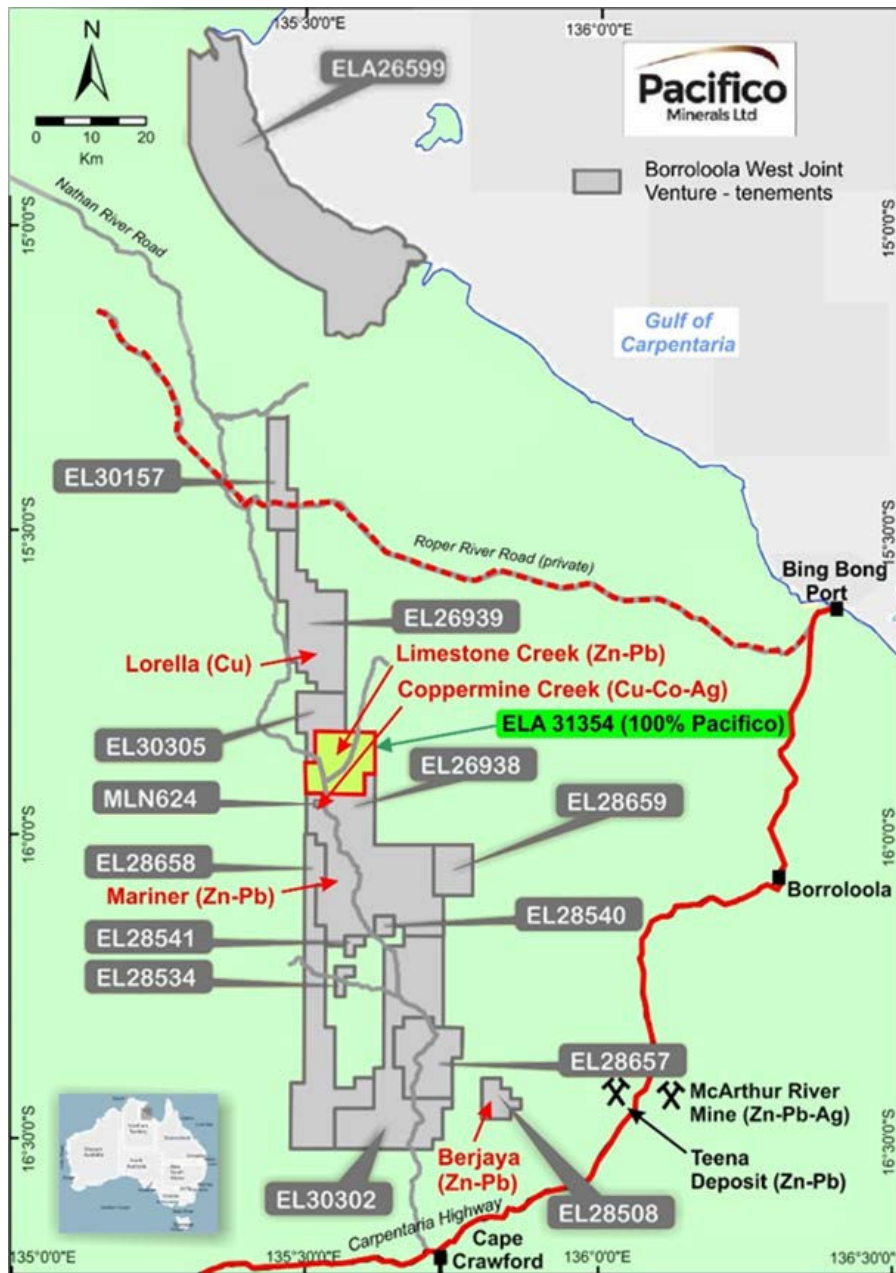 135°30'0"E
136°0'0"E
N
ELA26599
Pacifico
Minerals Ltd
0 10 20
Km
Borroloola West Joint
Venture - tenements
Nathan River Road
15°0'0"S
15°0'0"S
Gulf of
Carpentaria
EL30157
15°30'0"S
15°30'0"S
Roper River Road (private)
Bing Bong
Port
EL26939
Lorella (Cu)
Limestone Creek (Zn-Pb)
Coppermine Creek (Cu-Co-Ag)
ELA 31354 (100% Pacifico)
EL30305
EL26938
MLN624
EL28659
16°0'0"S
16°0'0"S
EL28658
Mariner (Zn-Pb)
Borroloola
EL28540
EL28541
EL28534
EL28657
McArthur River
Mine (Zn-Pb-Ag)
16°30'0"S
16°30'0"S
Berjaya
(Zn-Pb)
Teena
Deposit (Zn-Pb)
EL30302
EL28508
Carpentaria Highway
Cape
Crawford
135°0'0"E
135°30'0"E
136°0'0"E
136°30'0"E